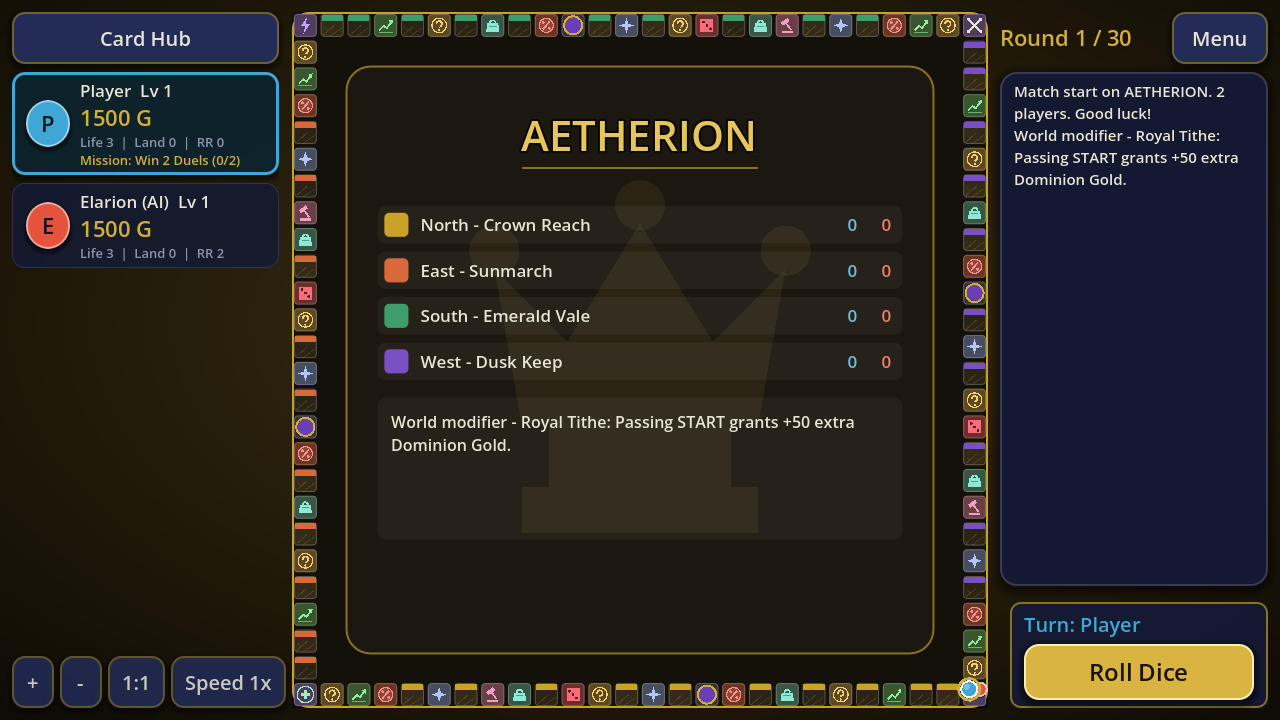 Card Hub
P
Player Lv 1
1500 G
Life 3 | Land 0 | RR 0
Mission: Win 2 Duels (0/2)
E
Elarion (AI) Lv 1
1500 G
Life 3 | Land 0 | RR 2
+
-
1:1
Speed 1x
AETHERION
North - Crown Reach 0 0
East - Sunmarch 0 0
South - Emerald Vale 0 0
West - Dusk Keep 0 0
World modifier - Royal Tithe: Passing START grants +50 extra
Dominion Gold.
Round 1 / 30
Menu
Match start on AETHERION. 2
players. Good luck!
World modifier - Royal Tithe:
Passing START grants +50 extra
Dominion Gold.
Turn: Player
Roll Dice